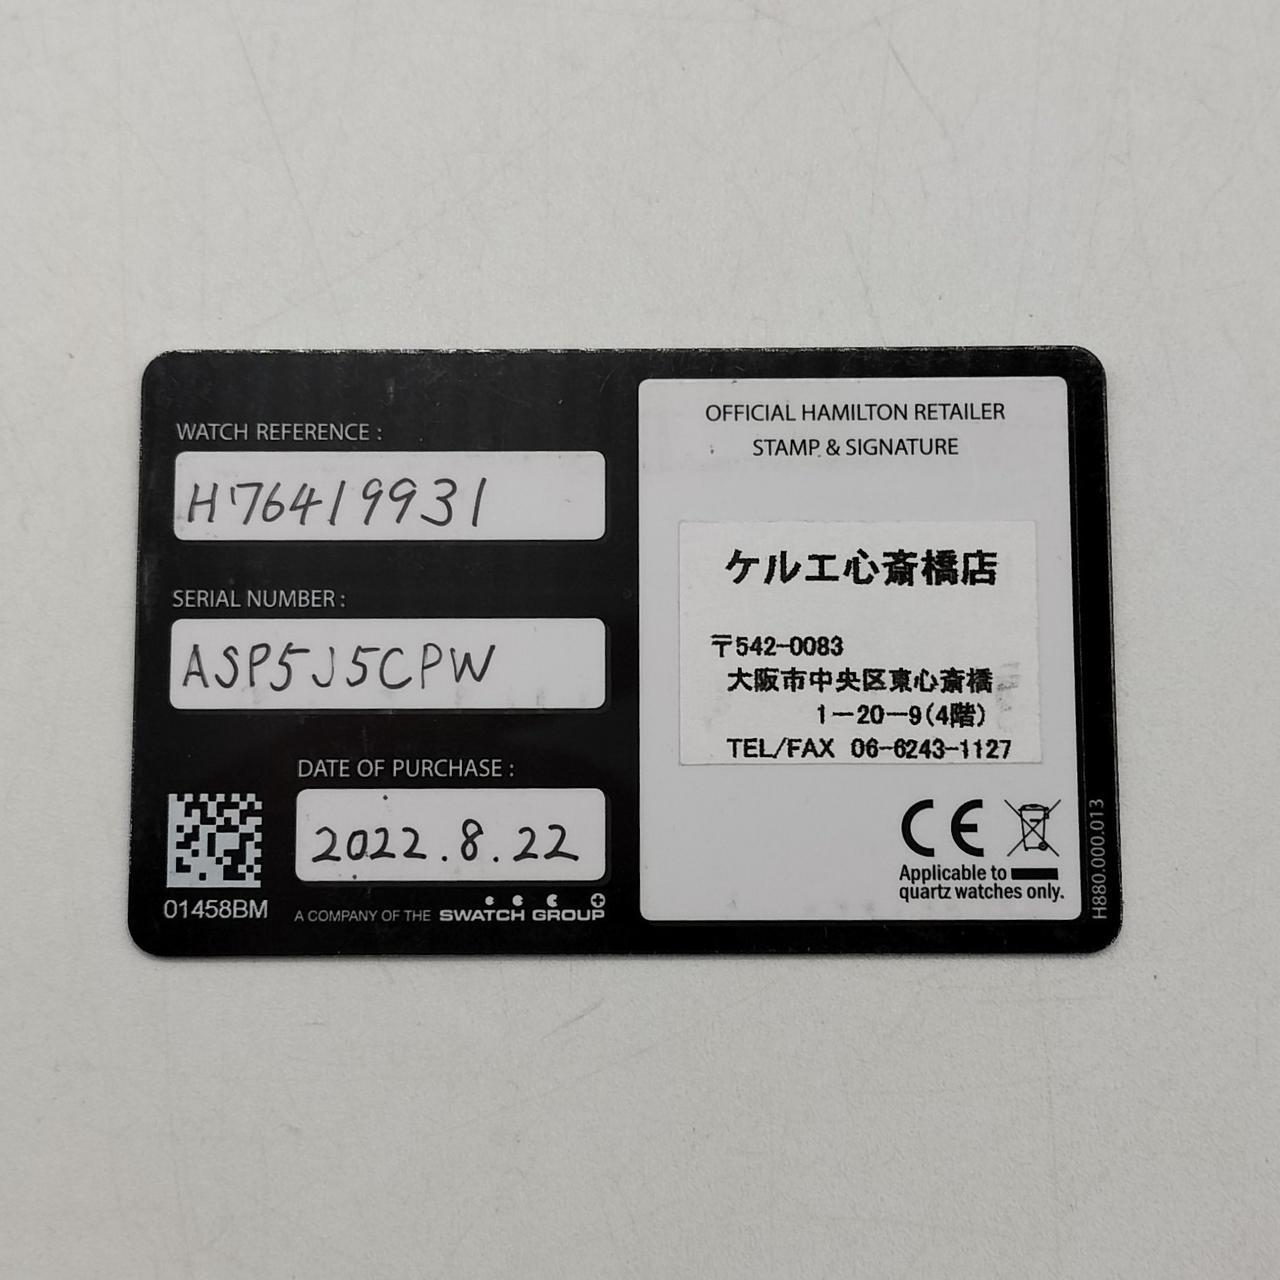 WATCH REFERENCE :
H76419931
SERIAL NUMBER :
ASP5J5CPW
DATE OF PURCHASE :
2022.8.22
01458BM
A COMPANY OF THE SWATCH GROUP
OFFICIAL HAMILTON RETAILER
STAMP & SIGNATURE
ケルエ心斎橋店
〒542-0083
大阪市中央区東心斎橋
1-20-9(4階)
TEL/FAX 06-6243-1127
CE
Applicable to
quartz watches only.
H880.000.013